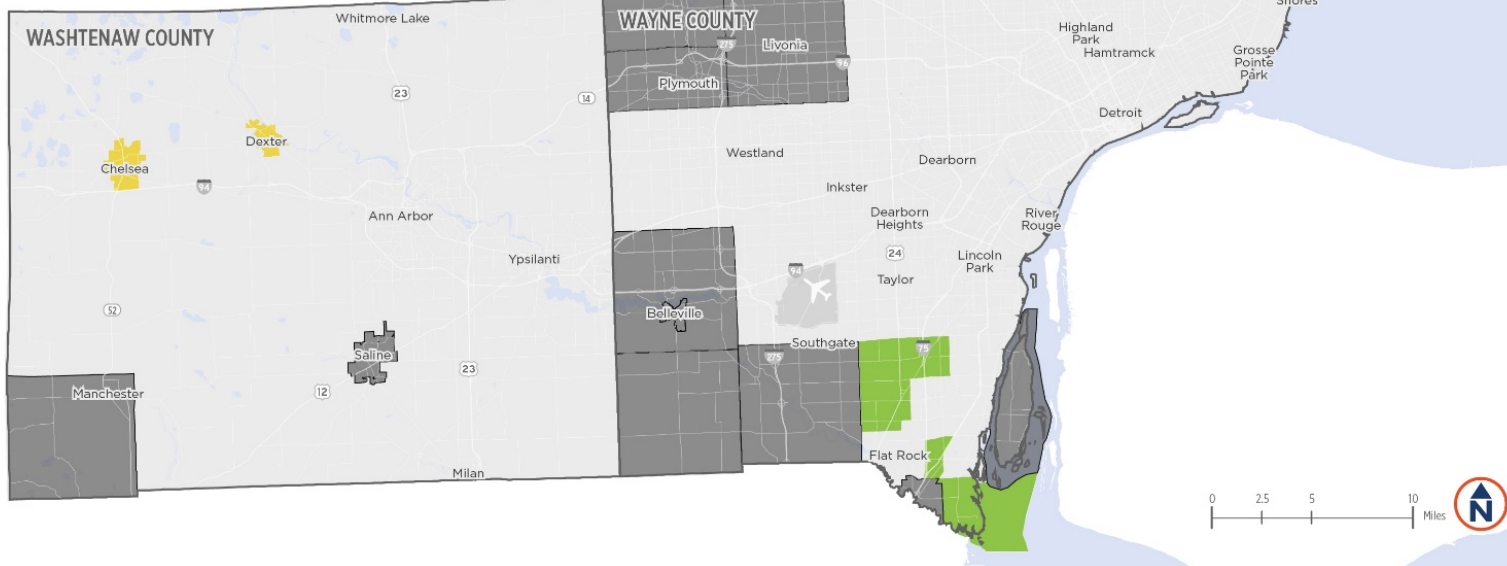 Shores
Whitmore Lake
WAYNE COUNTY
Highland
Park
WASHTENAW COUNTY
275
Livonia
Hamtramck
Grosse
Pointe
Park
96
Plymouth
23
14
Detroit
Dexter
Chelsea
Westland
Dearborn
94
Inkster
Ann Arbor
Dearborn
Heights
River
Rouge
24
Ypsilanti
Lincoln
Park
94
Taylor
52
Belleville
Southgate
75
Saline
275
23
Manchester
12
Flat Rock
Milan
0 2.5 5 10
Miles
N